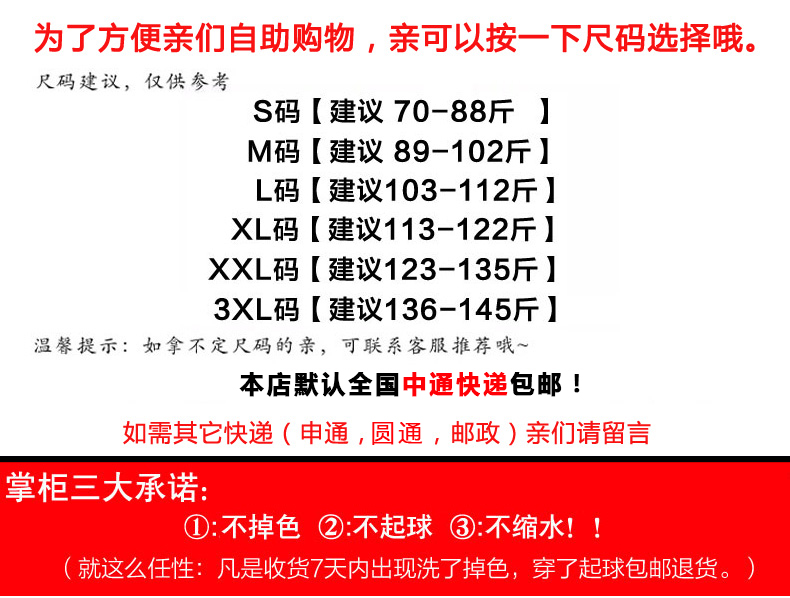 为了方便亲们自助购物，亲可以按一下尺码选择哦。
尺码建议，仅供参考
S码【建议 70-88斤 】
M码【建议 89-102斤】
L码【建议103-112斤】
XL码【建议113-122斤】
XXL码【建议123-135斤】
3XL码【建议136-145斤】
温馨提示：如拿不定尺码的亲，可联系客服推荐哦~
本店默认全国中通快递包邮！
如需其它快递（申通，圆通，邮政）亲们请留言
掌柜三大承诺:
①:不掉色 ②:不起球 ③:不缩水！！
（就这么任性：凡是收货7天内出现洗了掉色，穿了起球包邮退货。）